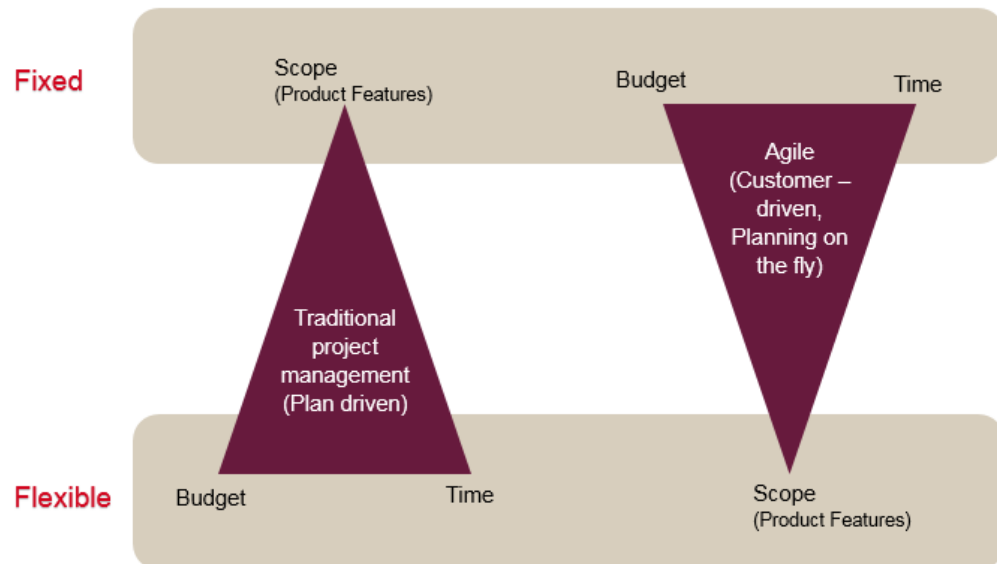 Fixed
Scope
(Product Features)
Budget
Time
Agile
(Customer –
driven,
Planning on
the fly)
Traditional
project
management
(Plan driven)
Flexible
Budget
Time
Scope
(Product Features)